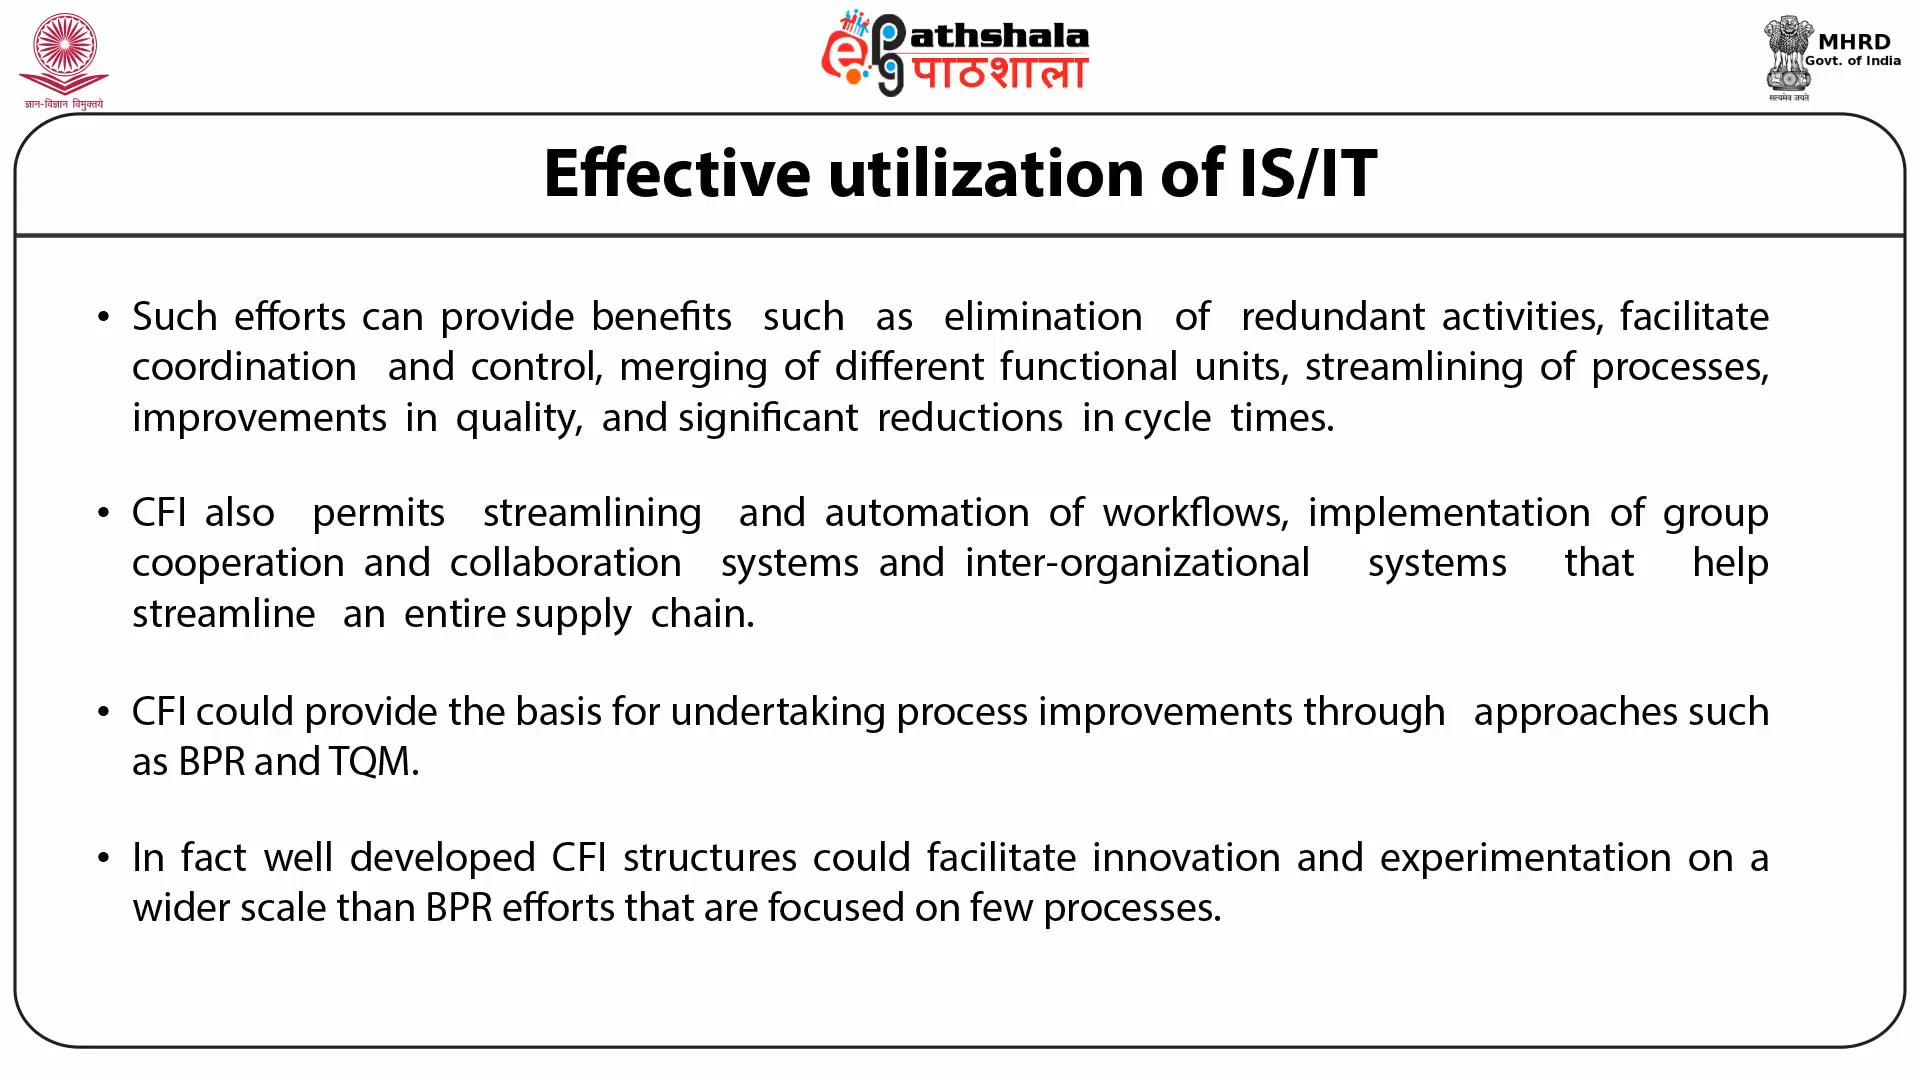 ज्ञान-विज्ञान विमुक्तये
ePathshala
पाठशाला
MHRD
Govt. of India
सत्यमेव जयते
Effective utilization of IS/IT
• Such efforts can provide benefits such as elimination of redundant activities, facilitate
coordination and control, merging of different functional units, streamlining of processes,
improvements in quality, and significant reductions in cycle times.
• CFI also permits streamlining and automation of workflows, implementation of group
cooperation and collaboration systems and inter-organizational systems that help
streamline an entire supply chain.
• CFI could provide the basis for undertaking process improvements through approaches such
as BPR and TQM.
• In fact well developed CFI structures could facilitate innovation and experimentation on a
wider scale than BPR efforts that are focused on few processes.